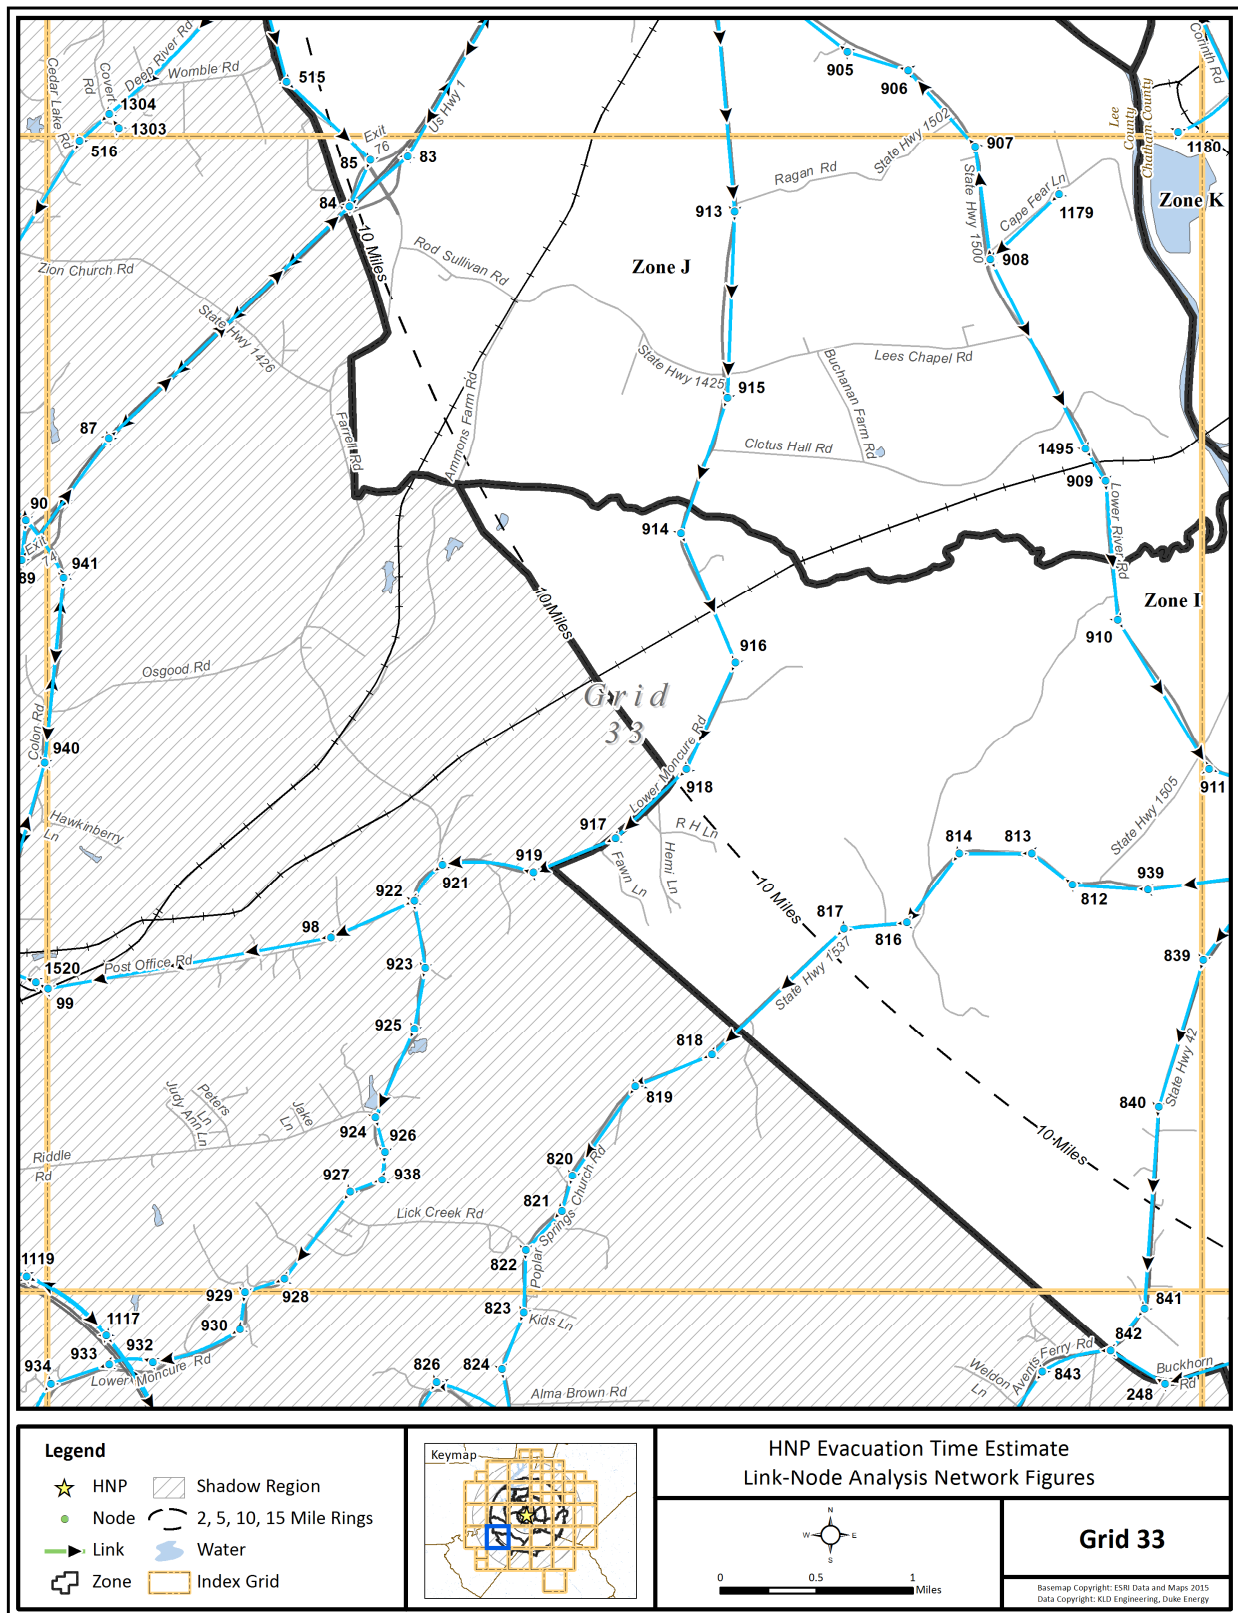 Cedar Lake Rd
Covert Rd
Deep River Rd
Womble Rd
1304
1303
516
515
Exit 76
Us Hwy 1
85
83
84
10 Miles
905
906
State Hwy 1502
907
Ragan Rd
913
State Hwy 1500
Cape Fear Ln
1179
908
Lee County
Chatham County
Corinth Rd
1180
Zone K
Zion Church Rd
State Hwy 1426
Rod Sullivan Rd
Zone J
State Hwy 1425
915
Buchanan Farm Rd
Lees Chapel Rd
Clotus Hall Rd
Farrell Rd
Ammons Farm Rd
87
1495
909
Lower River Rd
90
Exit 74
89
941
914
10 Miles
Zone I
910
916
Osgood Rd
Grid
33
Colon Rd
940
Lower Moncure Rd
918
911
State Hwy 1505
Hawkinberry Ln
917
R H Ln
Fawn Ln
Hemi Ln
919
921
922
814
813
812
939
10 Miles
817
816
State Hwy 1537
839
98
Post Office Rd
1520
99
923
925
818
819
State Hwy 42
840
10 Miles
Judy Ann Ln
Peters Ln
Jake Ln
924
926
Riddle Rd
927
938
820
821
Poplar Springs Church Rd
Lick Creek Rd
822
1119
929
928
930
823
Kids Ln
841
842
1117
932
933
934
Lower Moncure Rd
826
824
Alma Brown Rd
Weldon Ln
Avents Ferry Rd
843
248
Buckhorn Rd
Legend
HNP
Shadow Region
Node
2, 5, 10, 15 Mile Rings
Link
Water
Zone
Index Grid
Keymap
HNP Evacuation Time Estimate
Link-Node Analysis Network Figures
N
W
E
S
0
0.5
1
Miles
Grid 33
Basemap Copyright: ESRI Data and Maps 2015
Data Copyright: KLD Engineering, Duke Energy